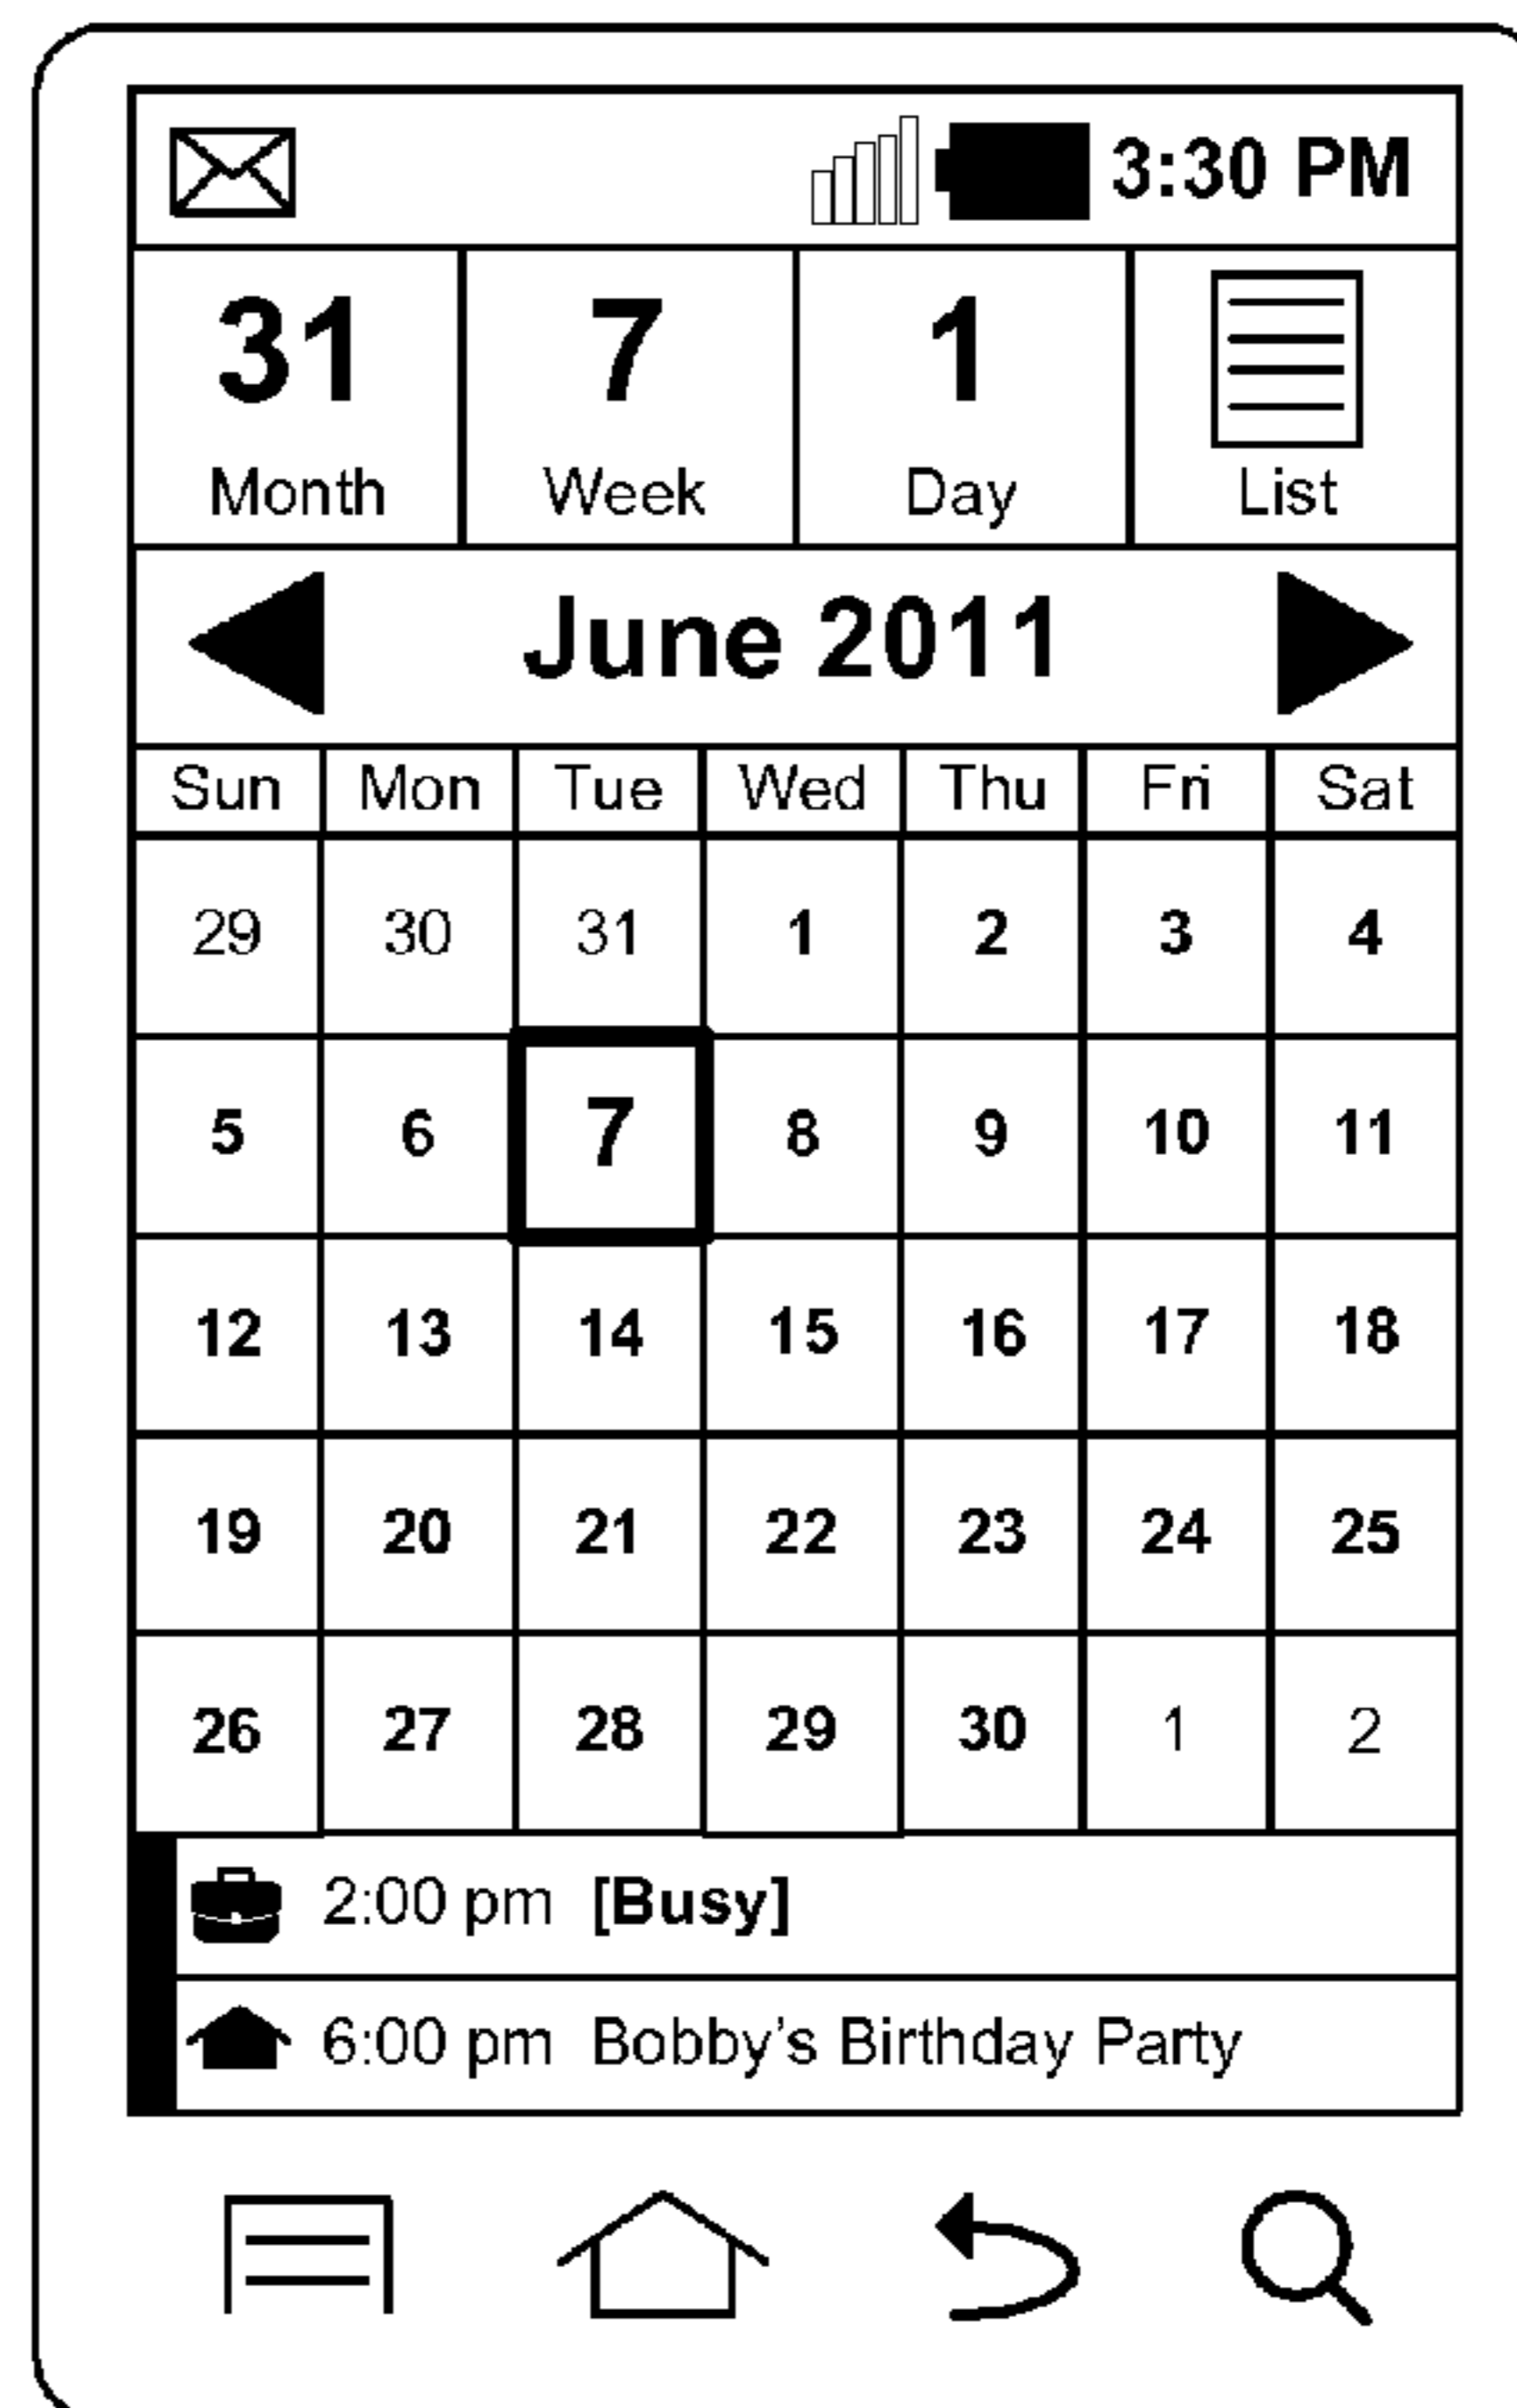 3:30 PM
31 7 1
Month Week Day List
June 2011
Sun Mon Tue Wed Thu Fri Sat
29 30 31 1 2 3 4
5 6 7 8 9 10 11
12 13 14 15 16 17 18
19 20 21 22 23 24 25
26 27 28 29 30 1 2
2:00 pm [Busy]
6:00 pm Bobby's Birthday Party